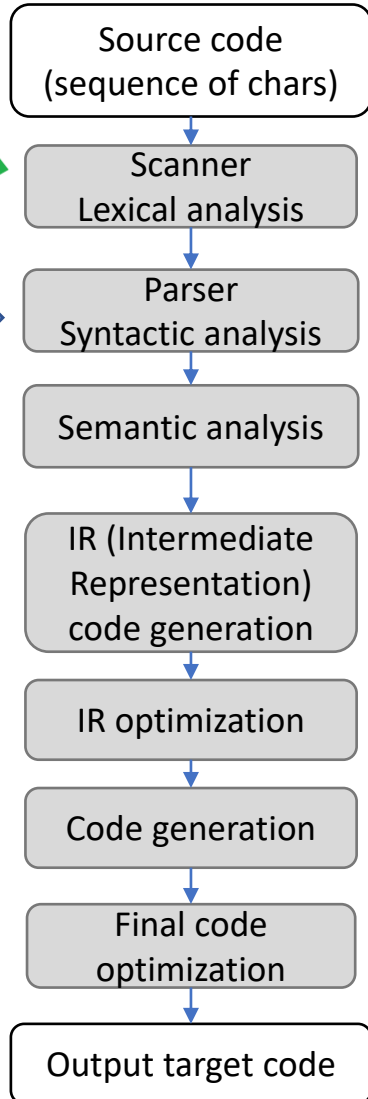 Source code
(sequence of chars)
Scanner
Lexical analysis
Parser
Syntactic analysis
Semantic analysis
IR (Intermediate
Representation)
code generation
IR optimization
Code generation
Final code
optimization
Output target code